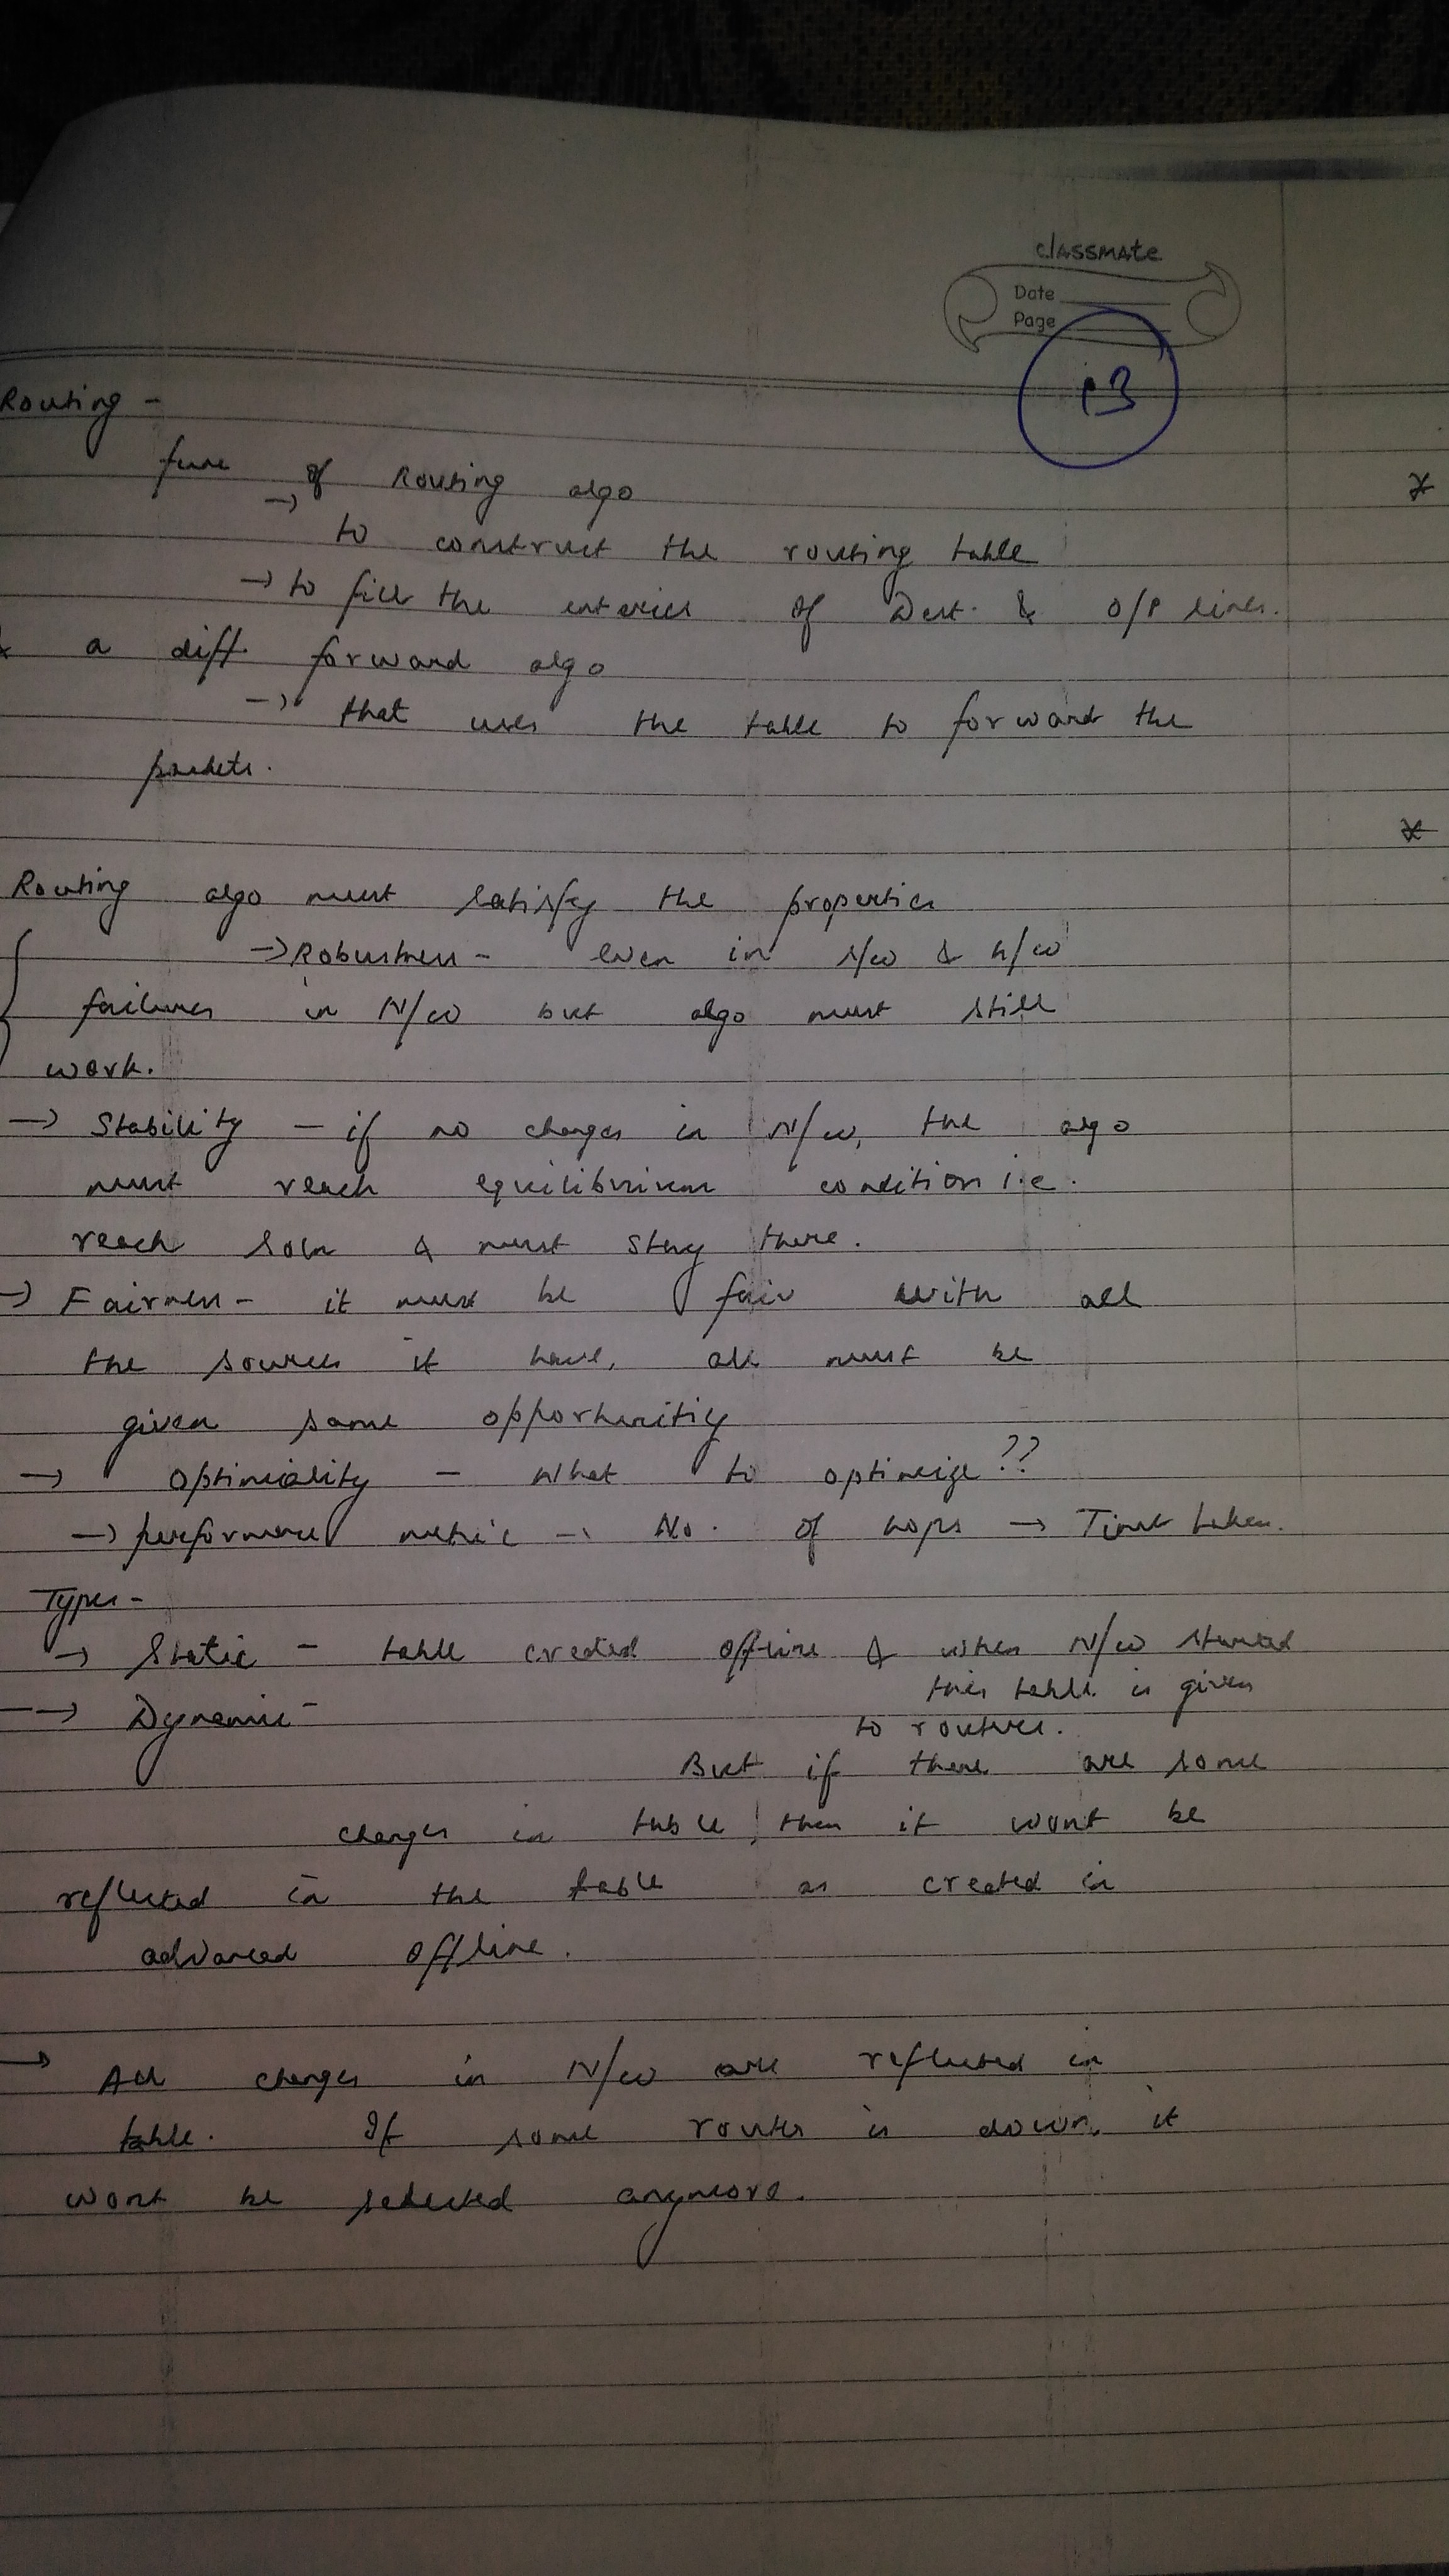 classmate
Date
Page
13
Routing -
func of Routing algo
→ to construct the routing table
→ to fill the enteries of Dest. & O/P lines.
& a diff. forward algo
→ that uses the table to forward the
packets.
Routing algo must satisfy the properties
→ Robustness - even in s/w & h/w
failures in N/w but algo must still
work.
→ Stability - if no changes in N/w, the algo
must reach equilibrium condition i.e.
reach soln & must stay there.
→ Fairness - it must be fair with all
the sources it have, all must be
given same opportunitiy
→ optimiality - What to optimize ??
→ performance metric → No. of hops → Time taken.
Types -
→ Static - table created offline & when N/w started
this table is given
→ Dynamic -
to routers.
But if there are some
changes in table, then it wont be
reflected in the table as created in
advanced offline.
→ All changes in N/w are reflected in
table. If some router is down, it
wont be selected anymore.